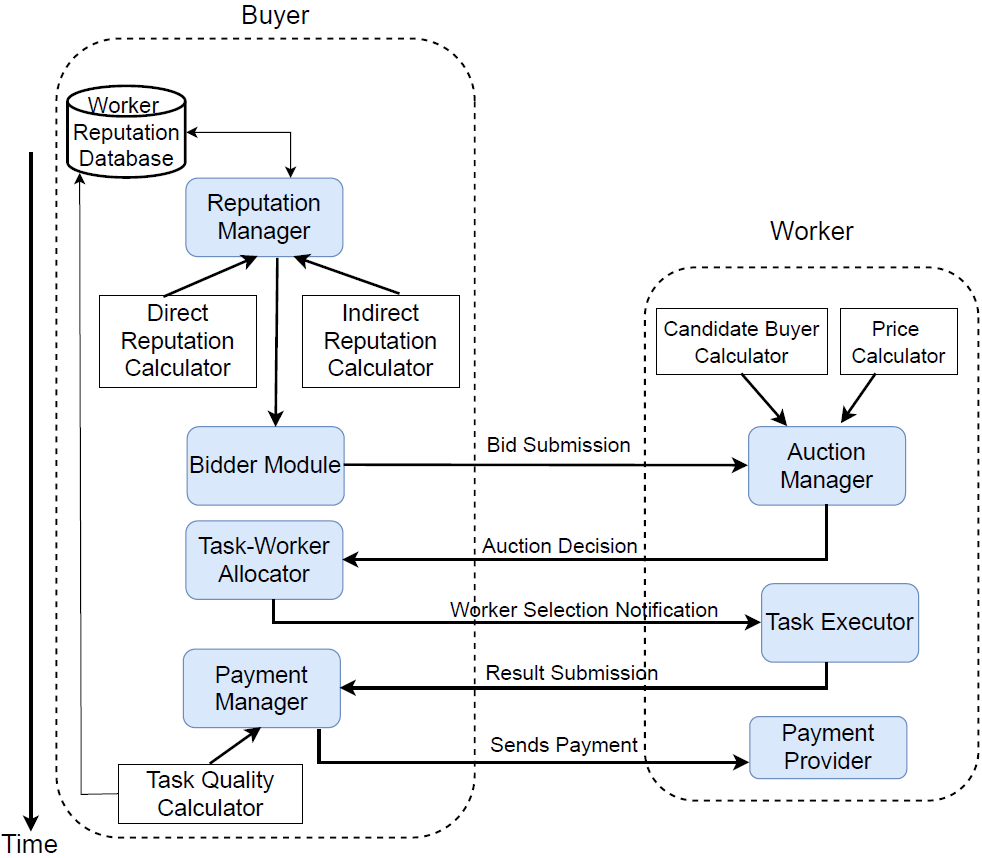 Buyer
Worker
Reputation
Database
Reputation
Manager
Direct
Reputation
Calculator
Indirect
Reputation
Calculator
Worker
Candidate Buyer
Calculator
Price
Calculator
Bidder Module
Bid Submission
Auction
Manager
Task-Worker
Allocator
Auction Decision
Worker Selection Notification
Task Executor
Payment
Manager
Result Submission
Sends Payment
Payment
Provider
Task Quality
Calculator
Time